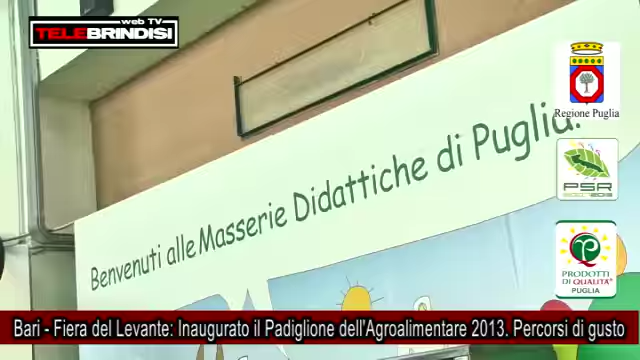 web TV
TELEBRINDISI
Regione Puglia
Benvenuti alle Masserie Didattiche di Puglia.
PSR
PRODOTTI
DI QUALITA'
PUGLIA
Bari - Fiera del Levante: Inaugurato il Padiglione dell'Agroalimentare 2013. Percorsi di gusto